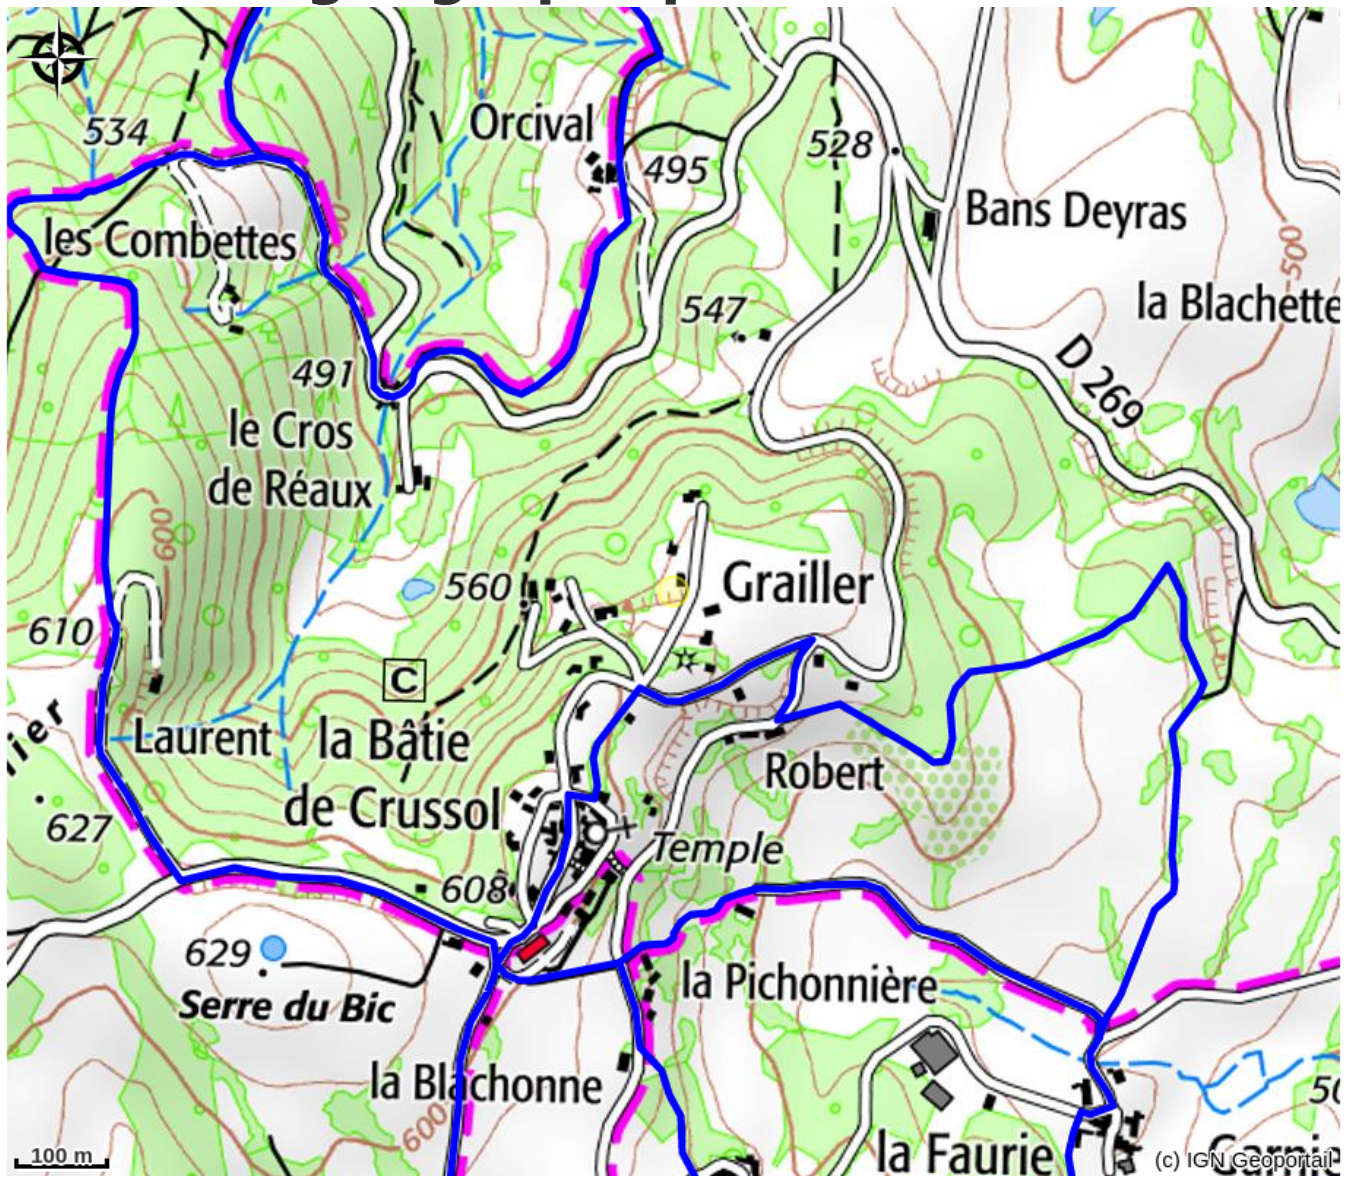 534
Orcival
495
528
Bans Deyras
les Combettes
500
547
la Blachette
491
D 269
le Cros
de Réaux
600
560
Grailler
610
C
Laurent
la Bâtie
de Crussol
Robert
627
Temple
608
629
la Pichonnière
Serre du Bic
la Blachonne
600
la Faurie
100 m
(c) IGN Geoportail